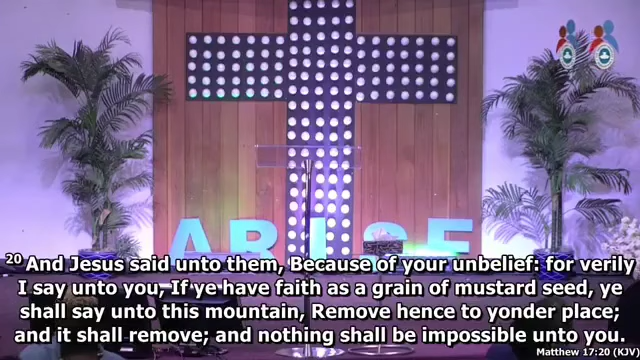 ARISE
20 And Jesus said unto them, Because of your unbelief: for verily
I say unto you, If ye have faith as a grain of mustard seed, ye
shall say unto this mountain, Remove hence to yonder place;
and it shall remove; and nothing shall be impossible unto you.
Matthew 17:20 (KJV)